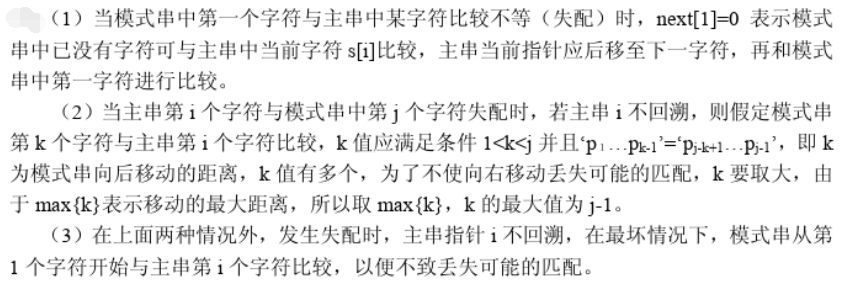 （1）当模式串中第一个字符与主串中某字符比较不等（失配）时，next[1]=0 表示模式
串中已没有字符可与主串中当前字符 s[i]比较，主串当前指针应后移至下一字符，再和模式
串中第一字符进行比较。
（2）当主串第 i 个字符与模式串中第 j 个字符失配时，若主串 i 不回溯，则假定模式串
第 k 个字符与主串第 i 个字符比较，k 值应满足条件 1<k<j 并且‘p₁…pk-1’=‘pj-k+1…pj-1’，即 k
为模式串向后移动的距离，k 值有多个，为了不使向右移动丢失可能的匹配，k 要取大，由
于 max{k}表示移动的最大距离，所以取 max{k}，k 的最大值为 j-1。
（3）在上面两种情况外，发生失配时，主串指针 i 不回溯，在最坏情况下，模式串从第
1 个字符开始与主串第 i 个字符比较，以便不致丢失可能的匹配。